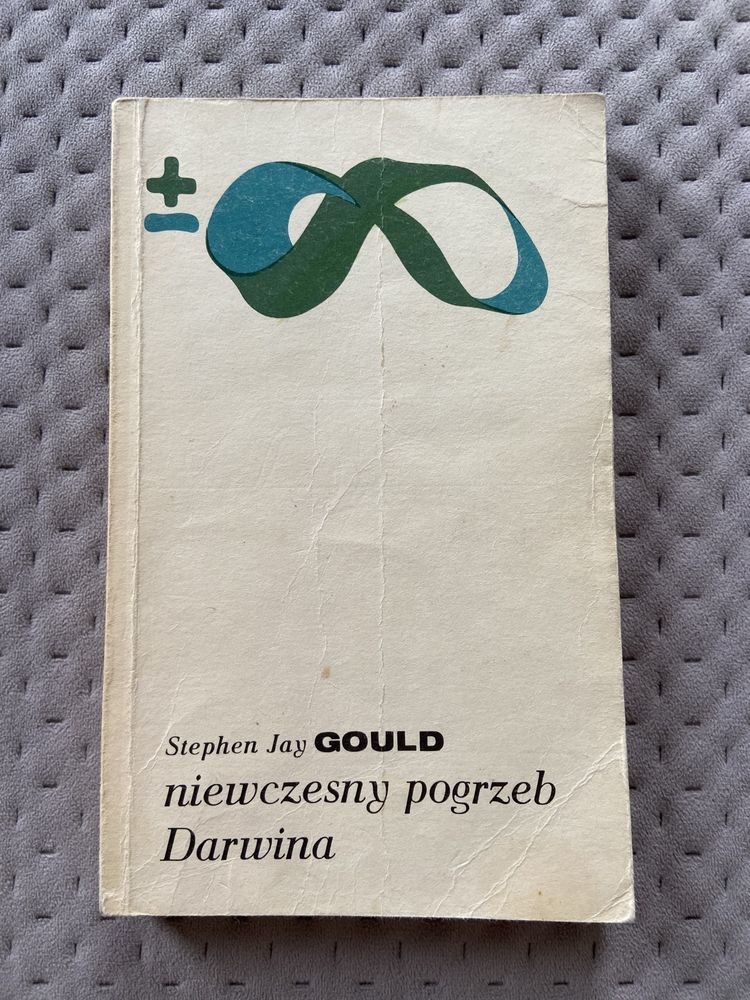 ±
Stephen Jay GOULD
niewczesny pogrzeb
Darwina